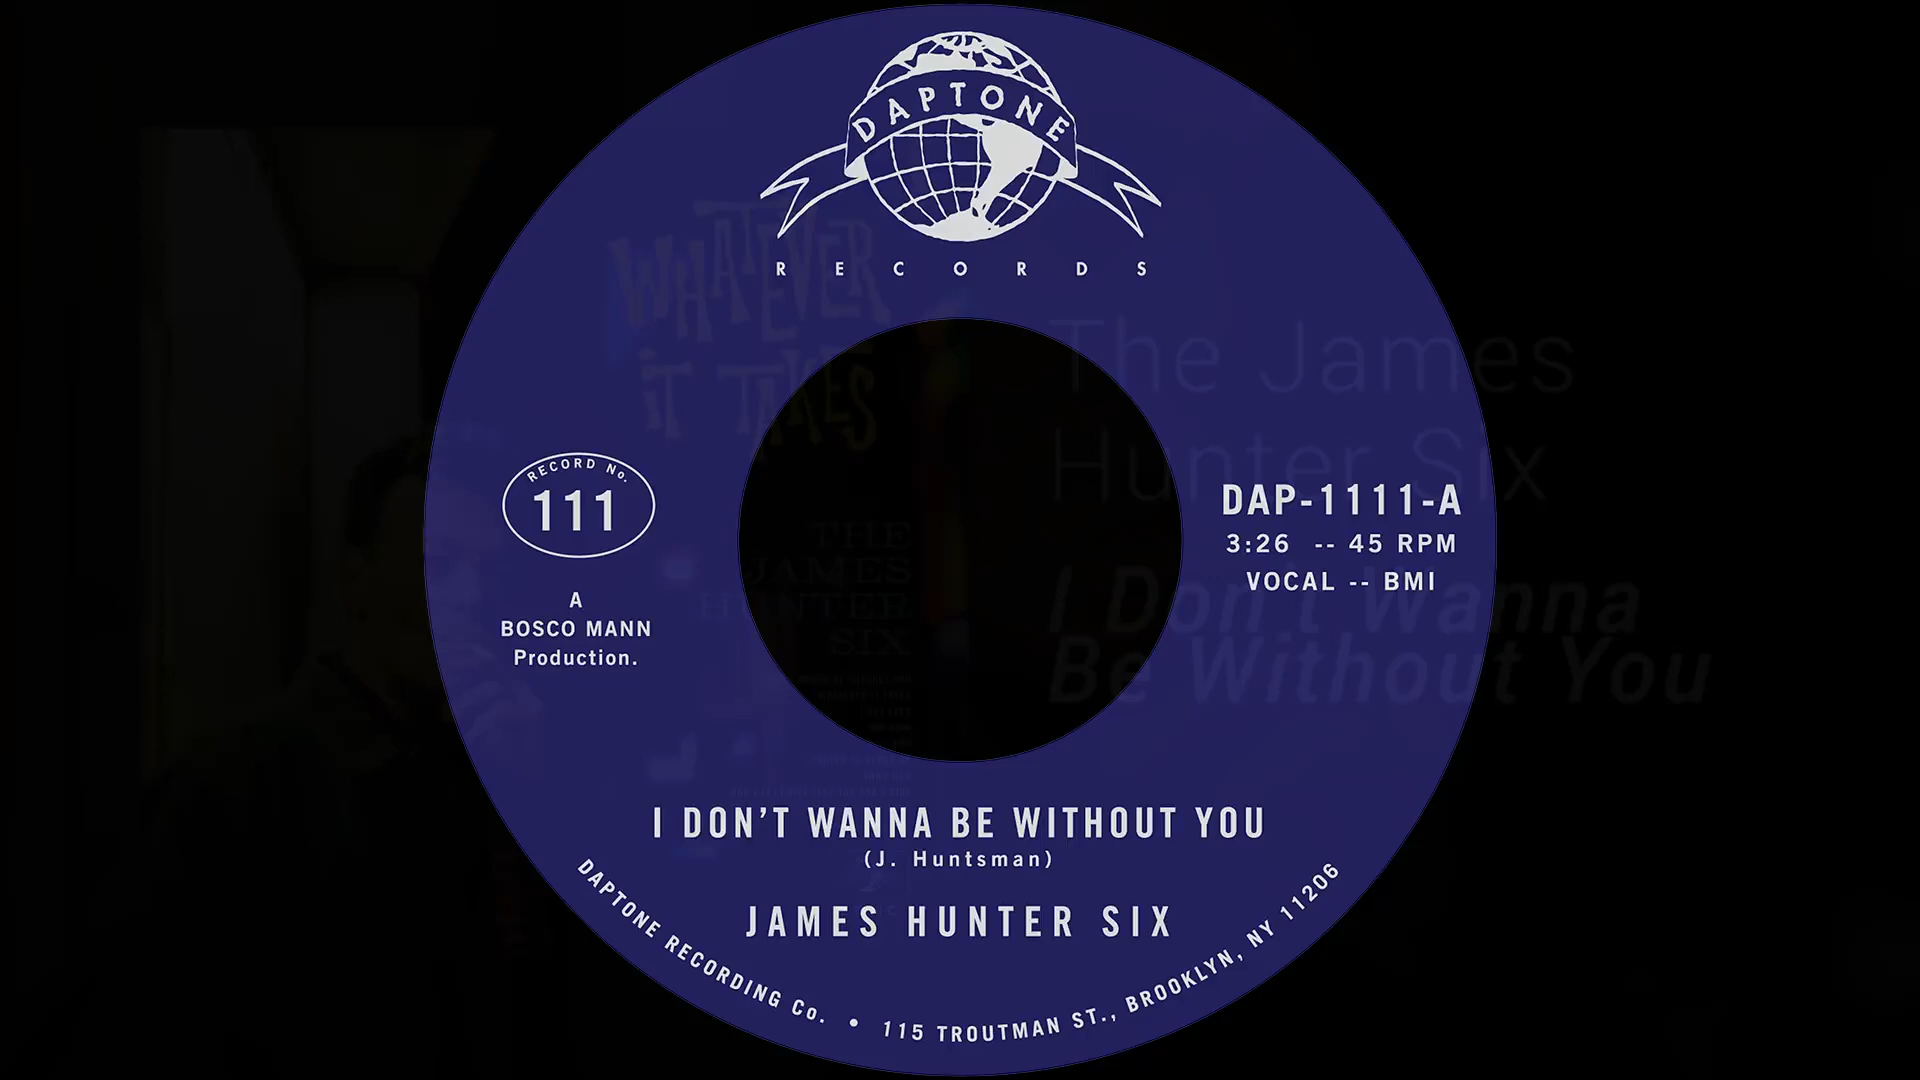 DAPTONE
RECORDS
WHATEVER
IT TAKES
The James
Hunter Six
I Don't Wanna
Be Without You
THE
JAMES
HUNTER
SIX
RECORD No.
111
A
BOSCO MANN
Production.
DAP-1111-A
3:26 -- 45 RPM
VOCAL -- BMI
I DON'T WANNA BE WITHOUT YOU
(J. Huntsman)
JAMES HUNTER SIX
DAPTONE RECORDING Co. • 115 TROUTMAN ST., BROOKLYN, NY 11206